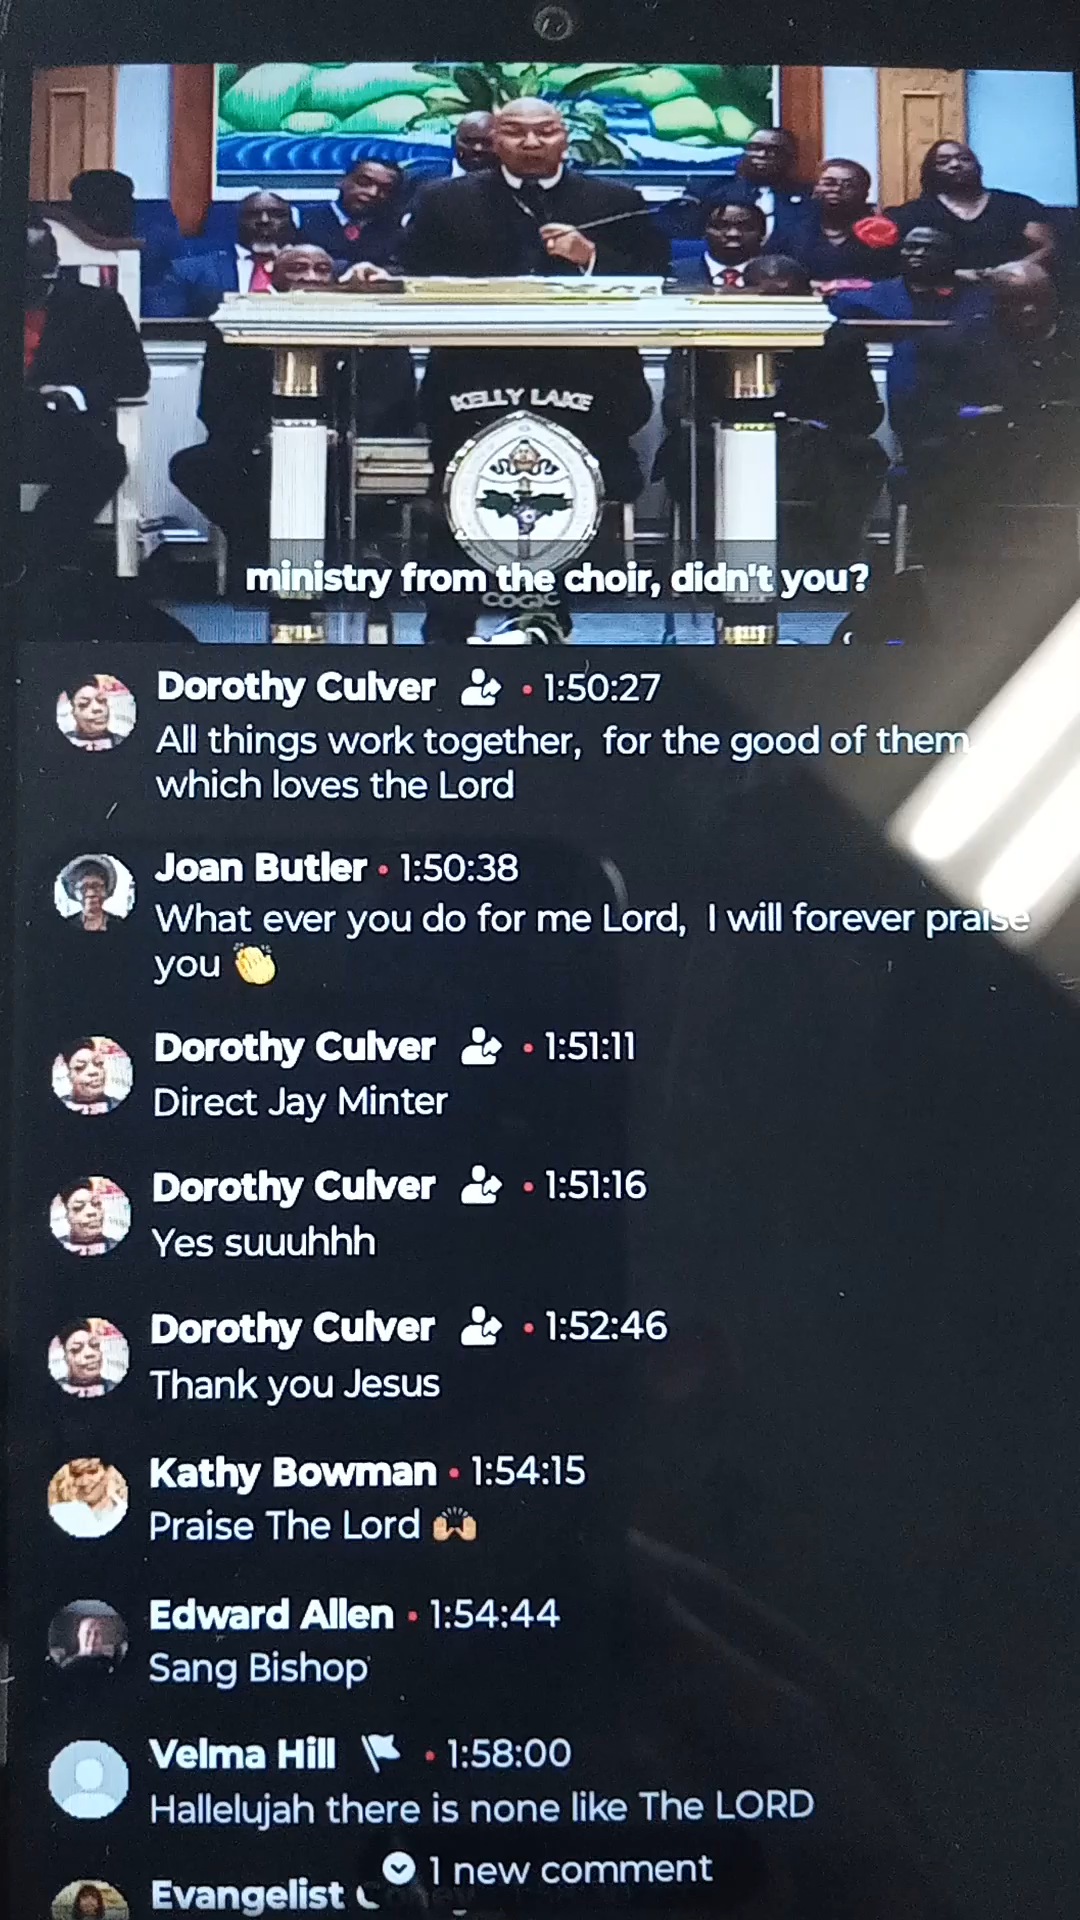 KELLY LAKE
ministry from the choir, didn't you?
COGIC
Dorothy Culver • 1:50:27
All things work together, for the good of them
which loves the Lord
Joan Butler • 1:50:38
What ever you do for me Lord, I will forever praise
you 👏
Dorothy Culver • 1:51:11
Direct Jay Minter
Dorothy Culver • 1:51:16
Yes suuuhhh
Dorothy Culver • 1:52:46
Thank you Jesus
Kathy Bowman • 1:54:15
Praise The Lord 🙌🏼
Edward Allen • 1:54:44
Sang Bishop
Velma Hill • 1:58:00
Hallelujah there is none like The LORD
1 new comment
Evangelist